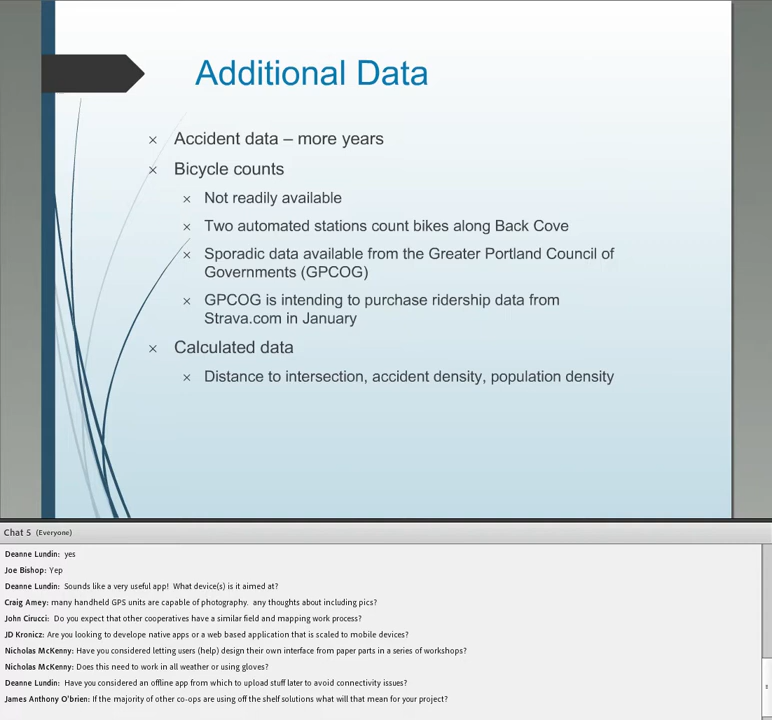 Additional Data
× Accident data – more years
× Bicycle counts
× Not readily available
× Two automated stations count bikes along Back Cove
× Sporadic data available from the Greater Portland Council of
Governments (GPCOG)
× GPCOG is intending to purchase ridership data from
Strava.com in January
× Calculated data
× Distance to intersection, accident density, population density
Chat 5 (Everyone)
Deanne Lundin: yes
Joe Bishop: Yep
Deanne Lundin: Sounds like a very useful app! What device(s) is it aimed at?
Craig Amey: many handheld GPS units are capable of photography. any thoughts about including pics?
John Cirucci: Do you expect that other cooperatives have a similar field and mapping work process?
JD Kronicz: Are you looking to develope native apps or a web based application that is scaled to mobile devices?
Nicholas McKenny: Have you considered letting users (help) design their own interface from paper parts in a series of workshops?
Nicholas McKenny: Does this need to work in all weather or using gloves?
Deanne Lundin: Have you considered an offline app from which to upload stuff later to avoid connectivity issues?
James Anthony O'brien: If the majority of other co-ops are using off the shelf solutions what will that mean for your project?